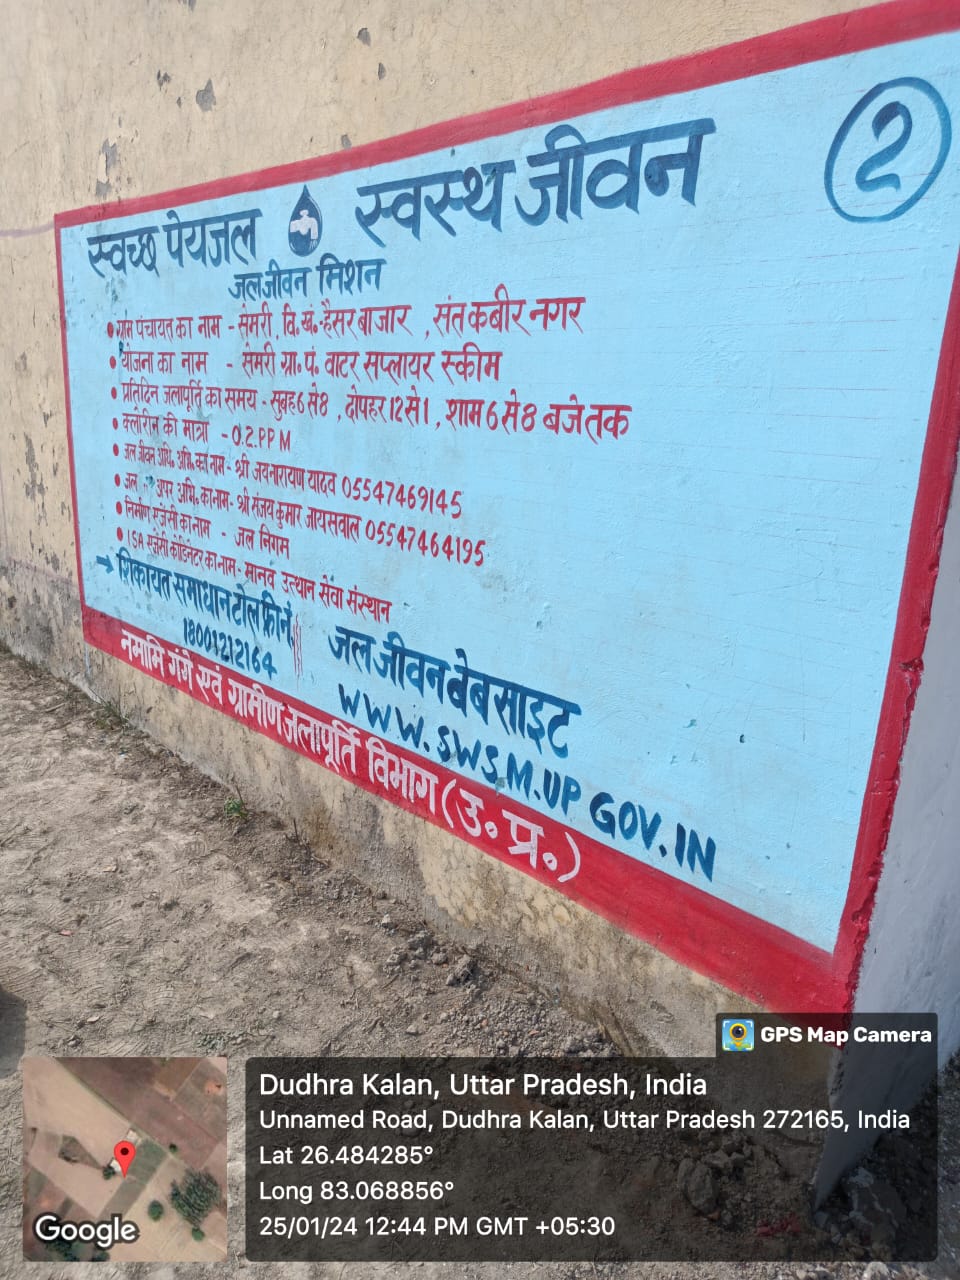 2
स्वच्छ पेयजल स्वस्थ जीवन
जल जीवन मिशन
• ग्राम पंचायत का नाम - सेमरी, वि.खं.-हैसर बाजार, संत कबीर नगर
• योजना का नाम - सेमरी ग्रा.पं. वाटर सप्लायर स्कीम
• प्रतिदिन जलापूर्ति का समय - सुबह 6 से 8, दोपहर 12 से 1, शाम 6 से 8 बजे तक
• क्लोरीन की मात्रा - 0.2.PPM
• जल जीवन अधि. अभि. का नाम - श्री जयनारायण यादव 05547469145
• जल " अपर अभि. का नाम - श्री संजय कुमार जायसवाल 05547464195
• निर्माण एजेंसी का नाम - जल निगम
• ISA एजेंसी कोडिनेटर का नाम - मानव उत्थान सेवा संस्थान
→ शिकायत समाधान टोल फ्री नं.
18001212164
जल जीवन वेबसाइट
WWW.SWSM.UP GOV.IN
नमामि गंगे एवं ग्रामीण जलापूर्ति विभाग (उ.प्र.)
GPS Map Camera
Dudhra Kalan, Uttar Pradesh, India
Unnamed Road, Dudhra Kalan, Uttar Pradesh 272165, India
Lat 26.484285°
Long 83.068856°
25/01/24 12:44 PM GMT +05:30
Google